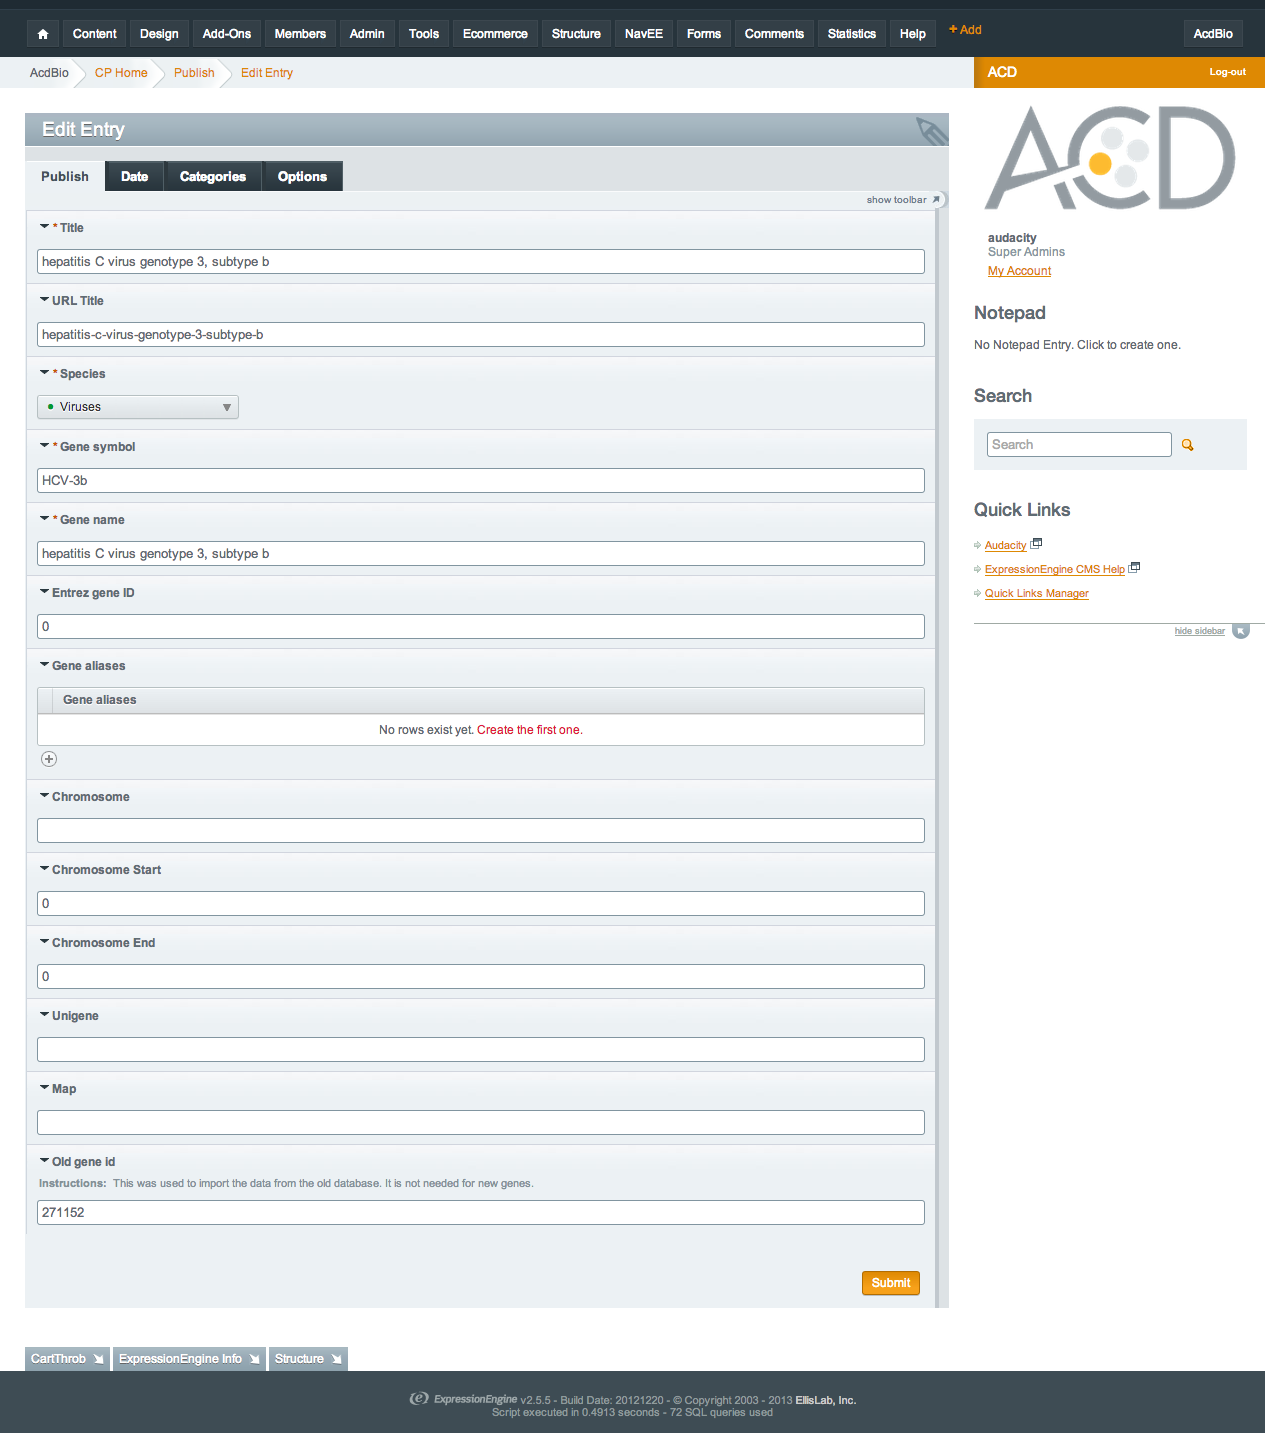 Content Design Add-Ons Members Admin Tools Ecommerce Structure NavEE Forms Comments Statistics Help + Add AcdBio
AcdBio CP Home Publish Edit Entry
ACD Log-out
ACD
audacity
Super Admins
My Account
Notepad
No Notepad Entry. Click to create one.
Search
Search
Quick Links
Audacity
ExpressionEngine CMS Help
Quick Links Manager
hide sidebar
Edit Entry
Publish Date Categories Options
show toolbar
* Title
hepatitis C virus genotype 3, subtype b
URL Title
hepatitis-c-virus-genotype-3-subtype-b
* Species
Viruses
* Gene symbol
HCV-3b
* Gene name
hepatitis C virus genotype 3, subtype b
Entrez gene ID
0
Gene aliases
Gene aliases
No rows exist yet. Create the first one.
Chromosome
Chromosome Start
0
Chromosome End
0
Unigene
Map
Old gene id
Instructions: This was used to import the data from the old database. It is not needed for new genes.
271152
Submit
CartThrob ExpressionEngine Info Structure
ExpressionEngine v2.5.5 - Build Date: 20121220 - © Copyright 2003 - 2013 EllisLab, Inc.
Script executed in 0.4913 seconds - 72 SQL queries used